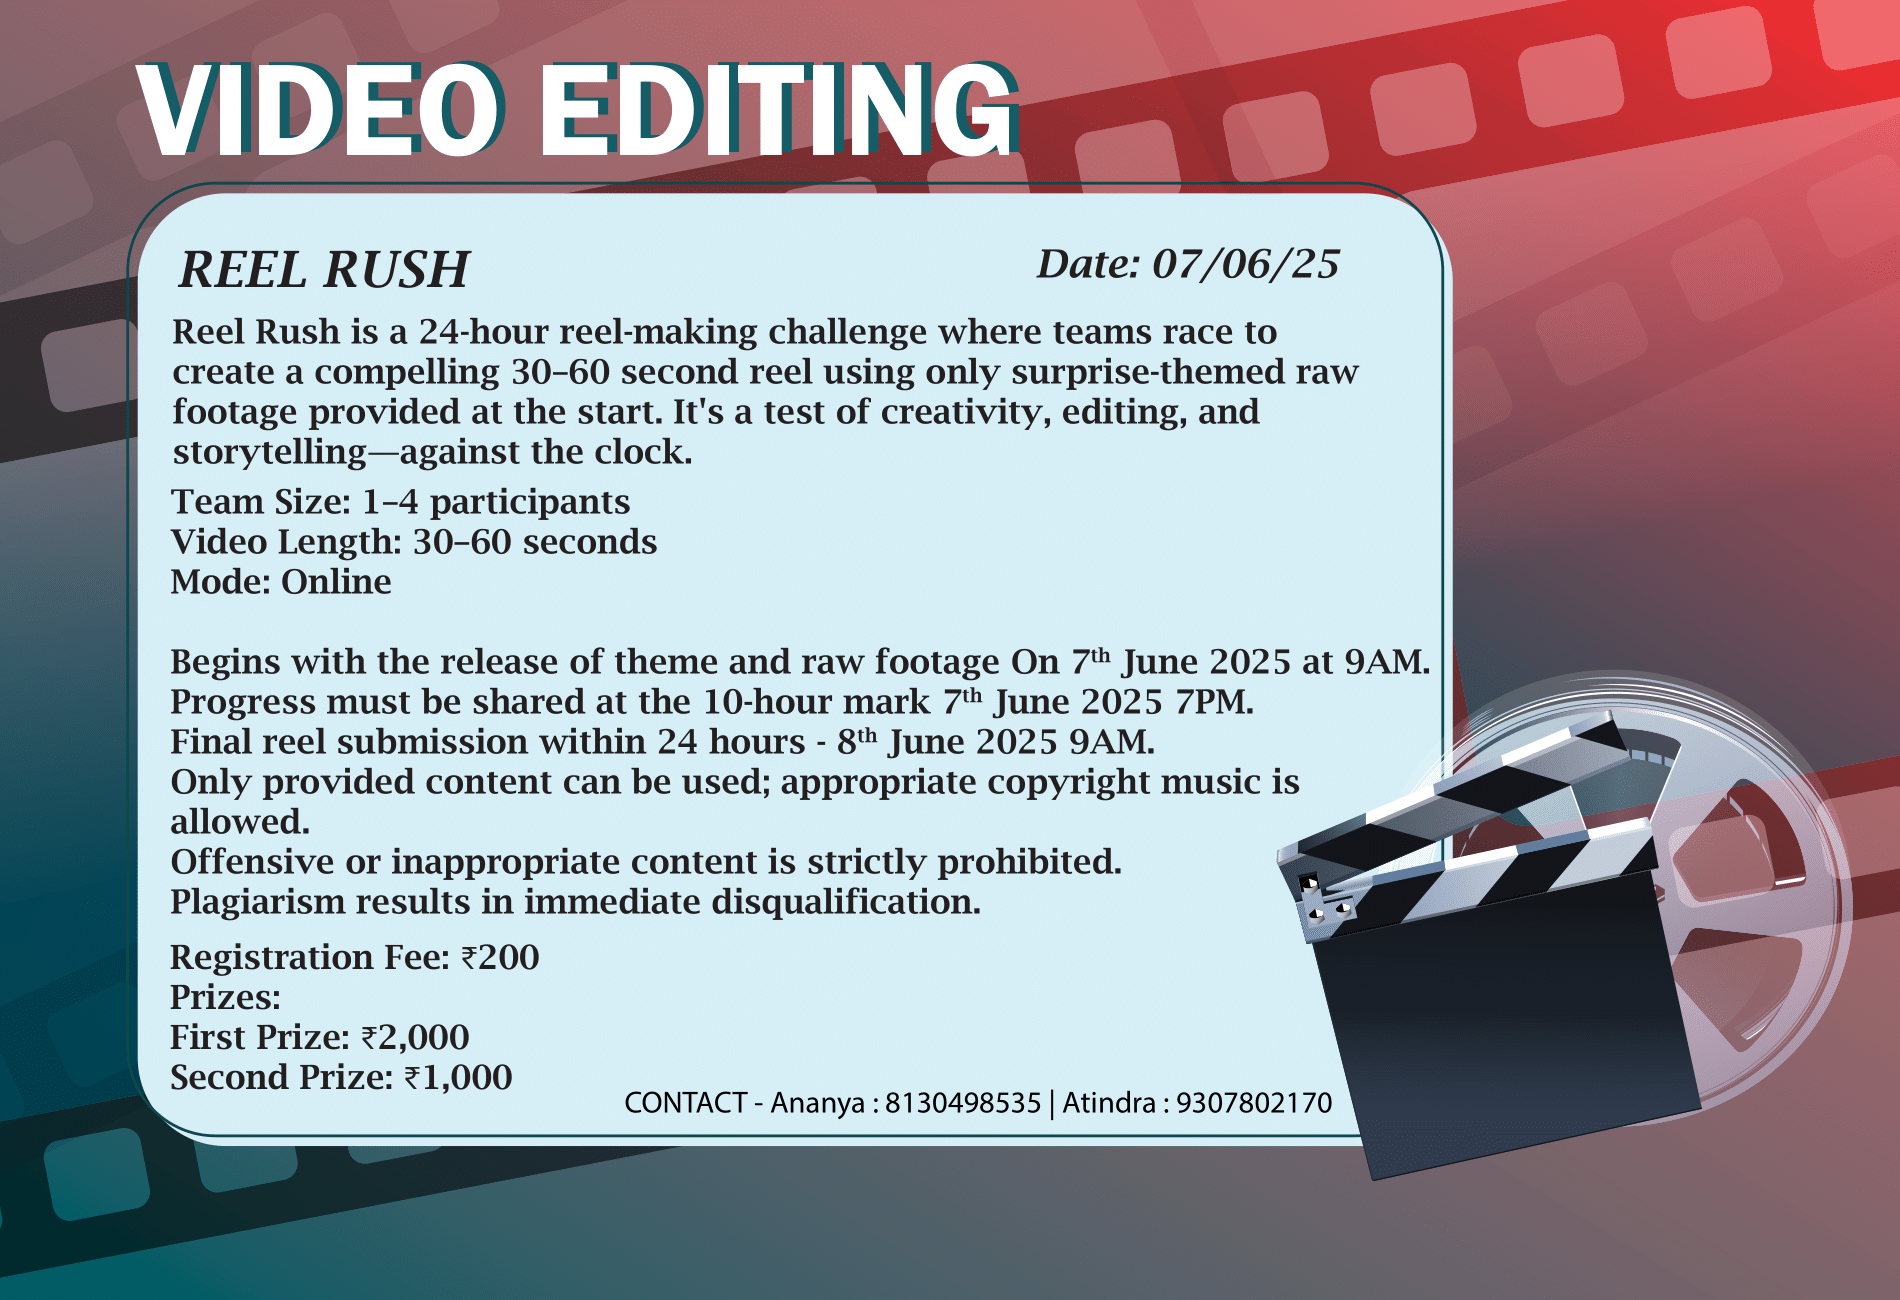 VIDEO EDITING
REEL RUSH
Date: 07/06/25
Reel Rush is a 24-hour reel-making challenge where teams race to
create a compelling 30–60 second reel using only surprise-themed raw
footage provided at the start. It's a test of creativity, editing, and
storytelling—against the clock.
Team Size: 1–4 participants
Video Length: 30–60 seconds
Mode: Online
Begins with the release of theme and raw footage On 7th June 2025 at 9AM.
Progress must be shared at the 10-hour mark 7th June 2025 7PM.
Final reel submission within 24 hours - 8th June 2025 9AM.
Only provided content can be used; appropriate copyright music is
allowed.
Offensive or inappropriate content is strictly prohibited.
Plagiarism results in immediate disqualification.
Registration Fee: ₹200
Prizes:
First Prize: ₹2,000
Second Prize: ₹1,000
CONTACT - Ananya : 8130498535 | Atindra : 9307802170